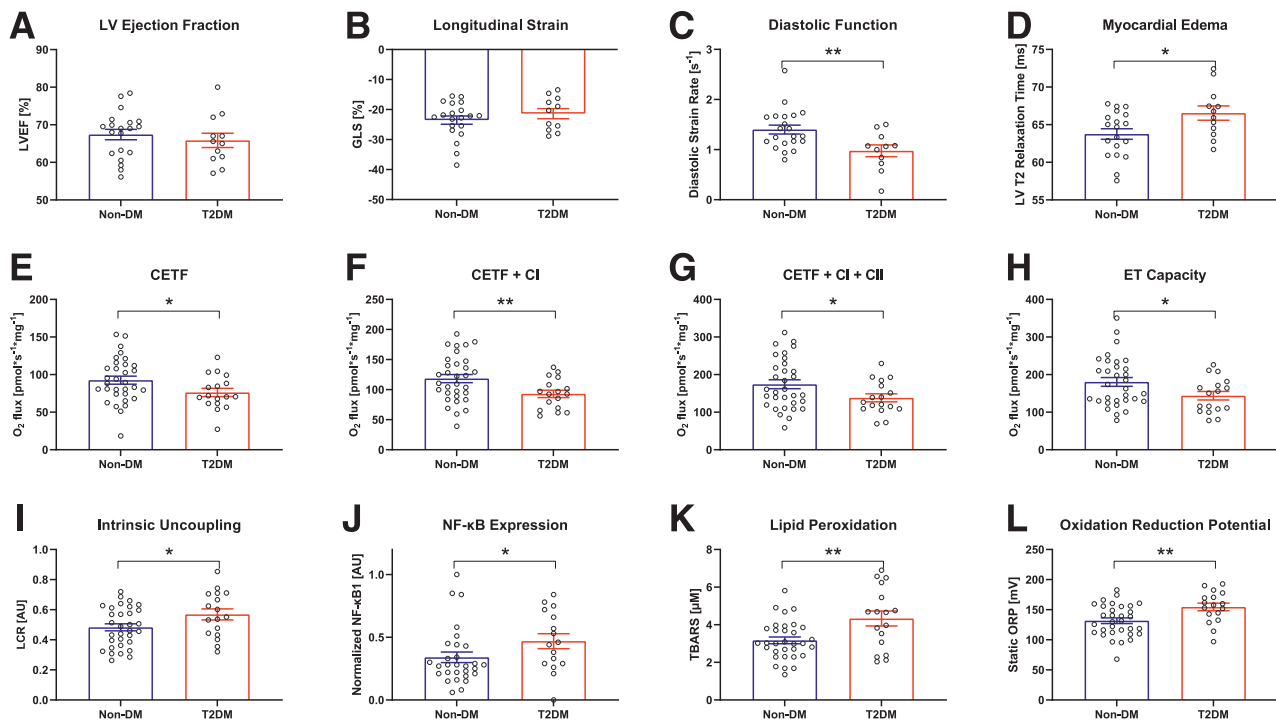 A LV Ejection Fraction
LVEF [%]
90
80
70
60
50
Non-DM T2DM
B Longitudinal Strain
GLS [%]
0
-10
-20
-30
-40
-50
Non-DM T2DM
C Diastolic Function
Diastolic Strain Rate [s⁻¹]
3
2
1
0
**
Non-DM T2DM
D Myocardial Edema
LV T2 Relaxation Time [ms]
75
70
65
60
55
*
Non-DM T2DM
E CETF
O₂ flux [pmol*s⁻¹*mg⁻¹]
200
150
100
50
0
*
Non-DM T2DM
F CETF + CI
O₂ flux [pmol*s⁻¹*mg⁻¹]
250
200
150
100
50
0
**
Non-DM T2DM
G CETF + CI + CII
O₂ flux [pmol*s⁻¹*mg⁻¹]
400
300
200
100
0
*
Non-DM T2DM
H ET Capacity
O₂ flux [pmol*s⁻¹*mg⁻¹]
400
300
200
100
0
*
Non-DM T2DM
I Intrinsic Uncoupling
LCR [AU]
1.0
0.8
0.6
0.4
0.2
0.0
*
Non-DM T2DM
J NF-κB Expression
Normalized NF-κB1 [AU]
1.0
0.5
0.0
*
Non-DM T2DM
K Lipid Peroxidation
TBARS [µM]
8
6
4
2
0
**
Non-DM T2DM
L Oxidation Reduction Potential
Static ORP [mV]
250
200
150
100
50
0
**
Non-DM T2DM